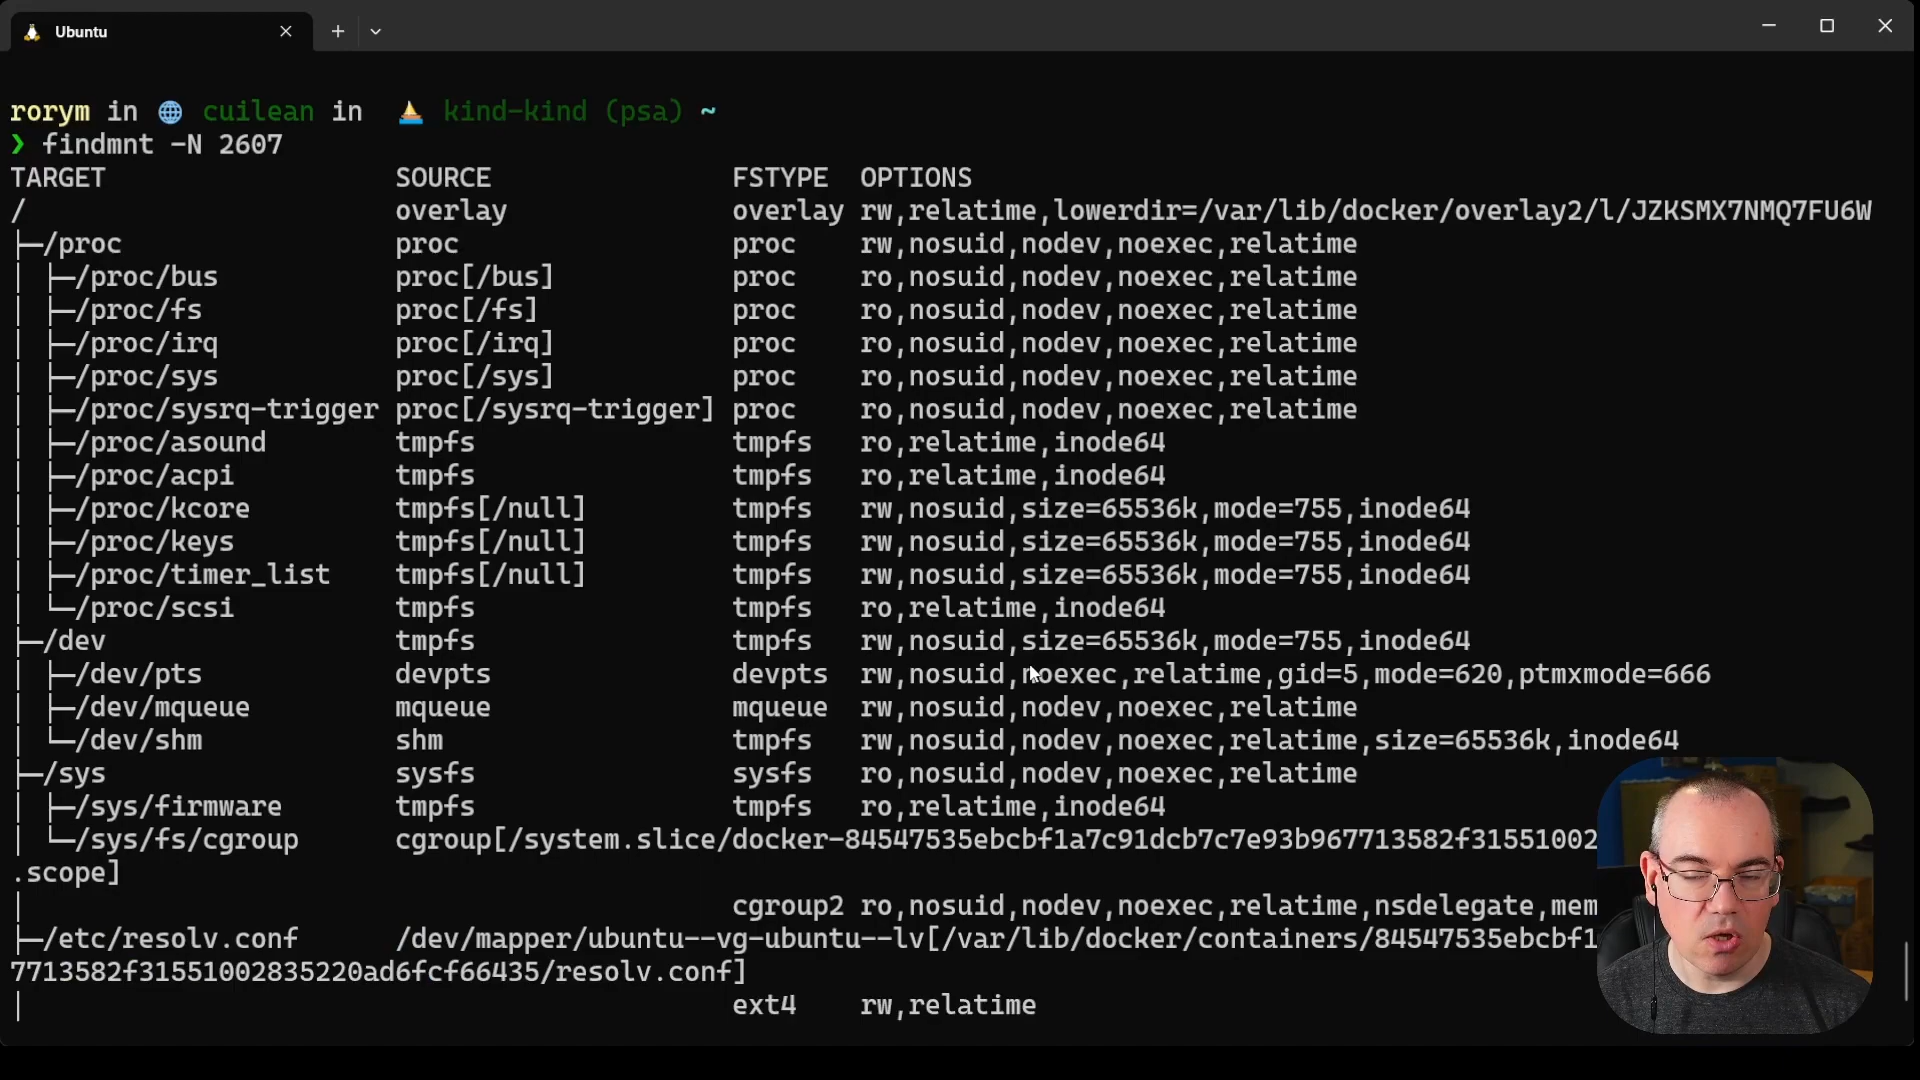 Ubuntu
rorym in cuilean in kind-kind (psa) ~
❯ findmnt -N 2607
TARGET SOURCE FSTYPE OPTIONS
/ overlay overlay rw,relatime,lowerdir=/var/lib/docker/overlay2/l/JZKSMX7NMQ7FU6W
├─/proc proc proc rw,nosuid,nodev,noexec,relatime
│ ├─/proc/bus proc[/bus] proc ro,nosuid,nodev,noexec,relatime
│ ├─/proc/fs proc[/fs] proc ro,nosuid,nodev,noexec,relatime
│ ├─/proc/irq proc[/irq] proc ro,nosuid,nodev,noexec,relatime
│ ├─/proc/sys proc[/sys] proc ro,nosuid,nodev,noexec,relatime
│ ├─/proc/sysrq-trigger proc[/sysrq-trigger] proc ro,nosuid,nodev,noexec,relatime
│ ├─/proc/asound tmpfs tmpfs ro,relatime,inode64
│ ├─/proc/acpi tmpfs tmpfs ro,relatime,inode64
│ ├─/proc/kcore tmpfs[/null] tmpfs rw,nosuid,size=65536k,mode=755,inode64
│ ├─/proc/keys tmpfs[/null] tmpfs rw,nosuid,size=65536k,mode=755,inode64
│ ├─/proc/timer_list tmpfs[/null] tmpfs rw,nosuid,size=65536k,mode=755,inode64
│ └─/proc/scsi tmpfs tmpfs ro,relatime,inode64
├─/dev tmpfs tmpfs rw,nosuid,size=65536k,mode=755,inode64
│ ├─/dev/pts devpts devpts rw,nosuid,noexec,relatime,gid=5,mode=620,ptmxmode=666
│ ├─/dev/mqueue mqueue mqueue rw,nosuid,nodev,noexec,relatime
│ └─/dev/shm shm tmpfs rw,nosuid,nodev,noexec,relatime,size=65536k,inode64
├─/sys sysfs sysfs ro,nosuid,nodev,noexec,relatime
│ ├─/sys/firmware tmpfs tmpfs ro,relatime,inode64
│ └─/sys/fs/cgroup cgroup[/system.slice/docker-84547535ebcbf1a7c91dcb7c7e93b967713582f31551002
.scope]
│ cgroup2 ro,nosuid,nodev,noexec,relatime,nsdelegate,mem
├─/etc/resolv.conf /dev/mapper/ubuntu--vg-ubuntu--lv[/var/lib/docker/containers/84547535ebcbf1
7713582f31551002835220ad6fcf66435/resolv.conf]
│ ext4 rw,relatime